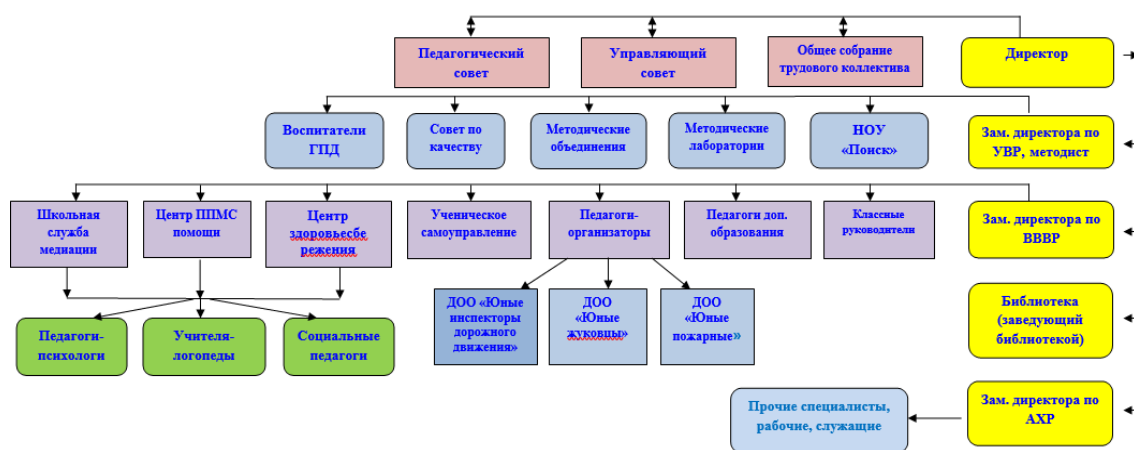 Педагогический
совет
Управляющий
совет
Общее собрание
трудового коллектива
Директор
Воспитатели
ГПД
Совет по
качеству
Методические
объединения
Методические
лаборатории
НОУ
«Поиск»
Зам. директора по
УВР, методист
Школьная
служба
медиации
Центр ППМС
помощи
Центр
здоровьесбе
режения
Ученическое
самоуправление
Педагоги-
организаторы
Педагоги доп.
образования
Классные
руководители
Зам. директора по
ВВВР
ДОО «Юные
инспекторы
дорожного
движения»
ДОО
«Юные
жуковцы»
ДОО
«Юные
пожарные»
Библиотека
(заведующий
библиотекой)
Педагоги-
психологи
Учителя-
логопеды
Социальные
педагоги
Прочие специалисты,
рабочие, служащие
Зам. директора по
АХР